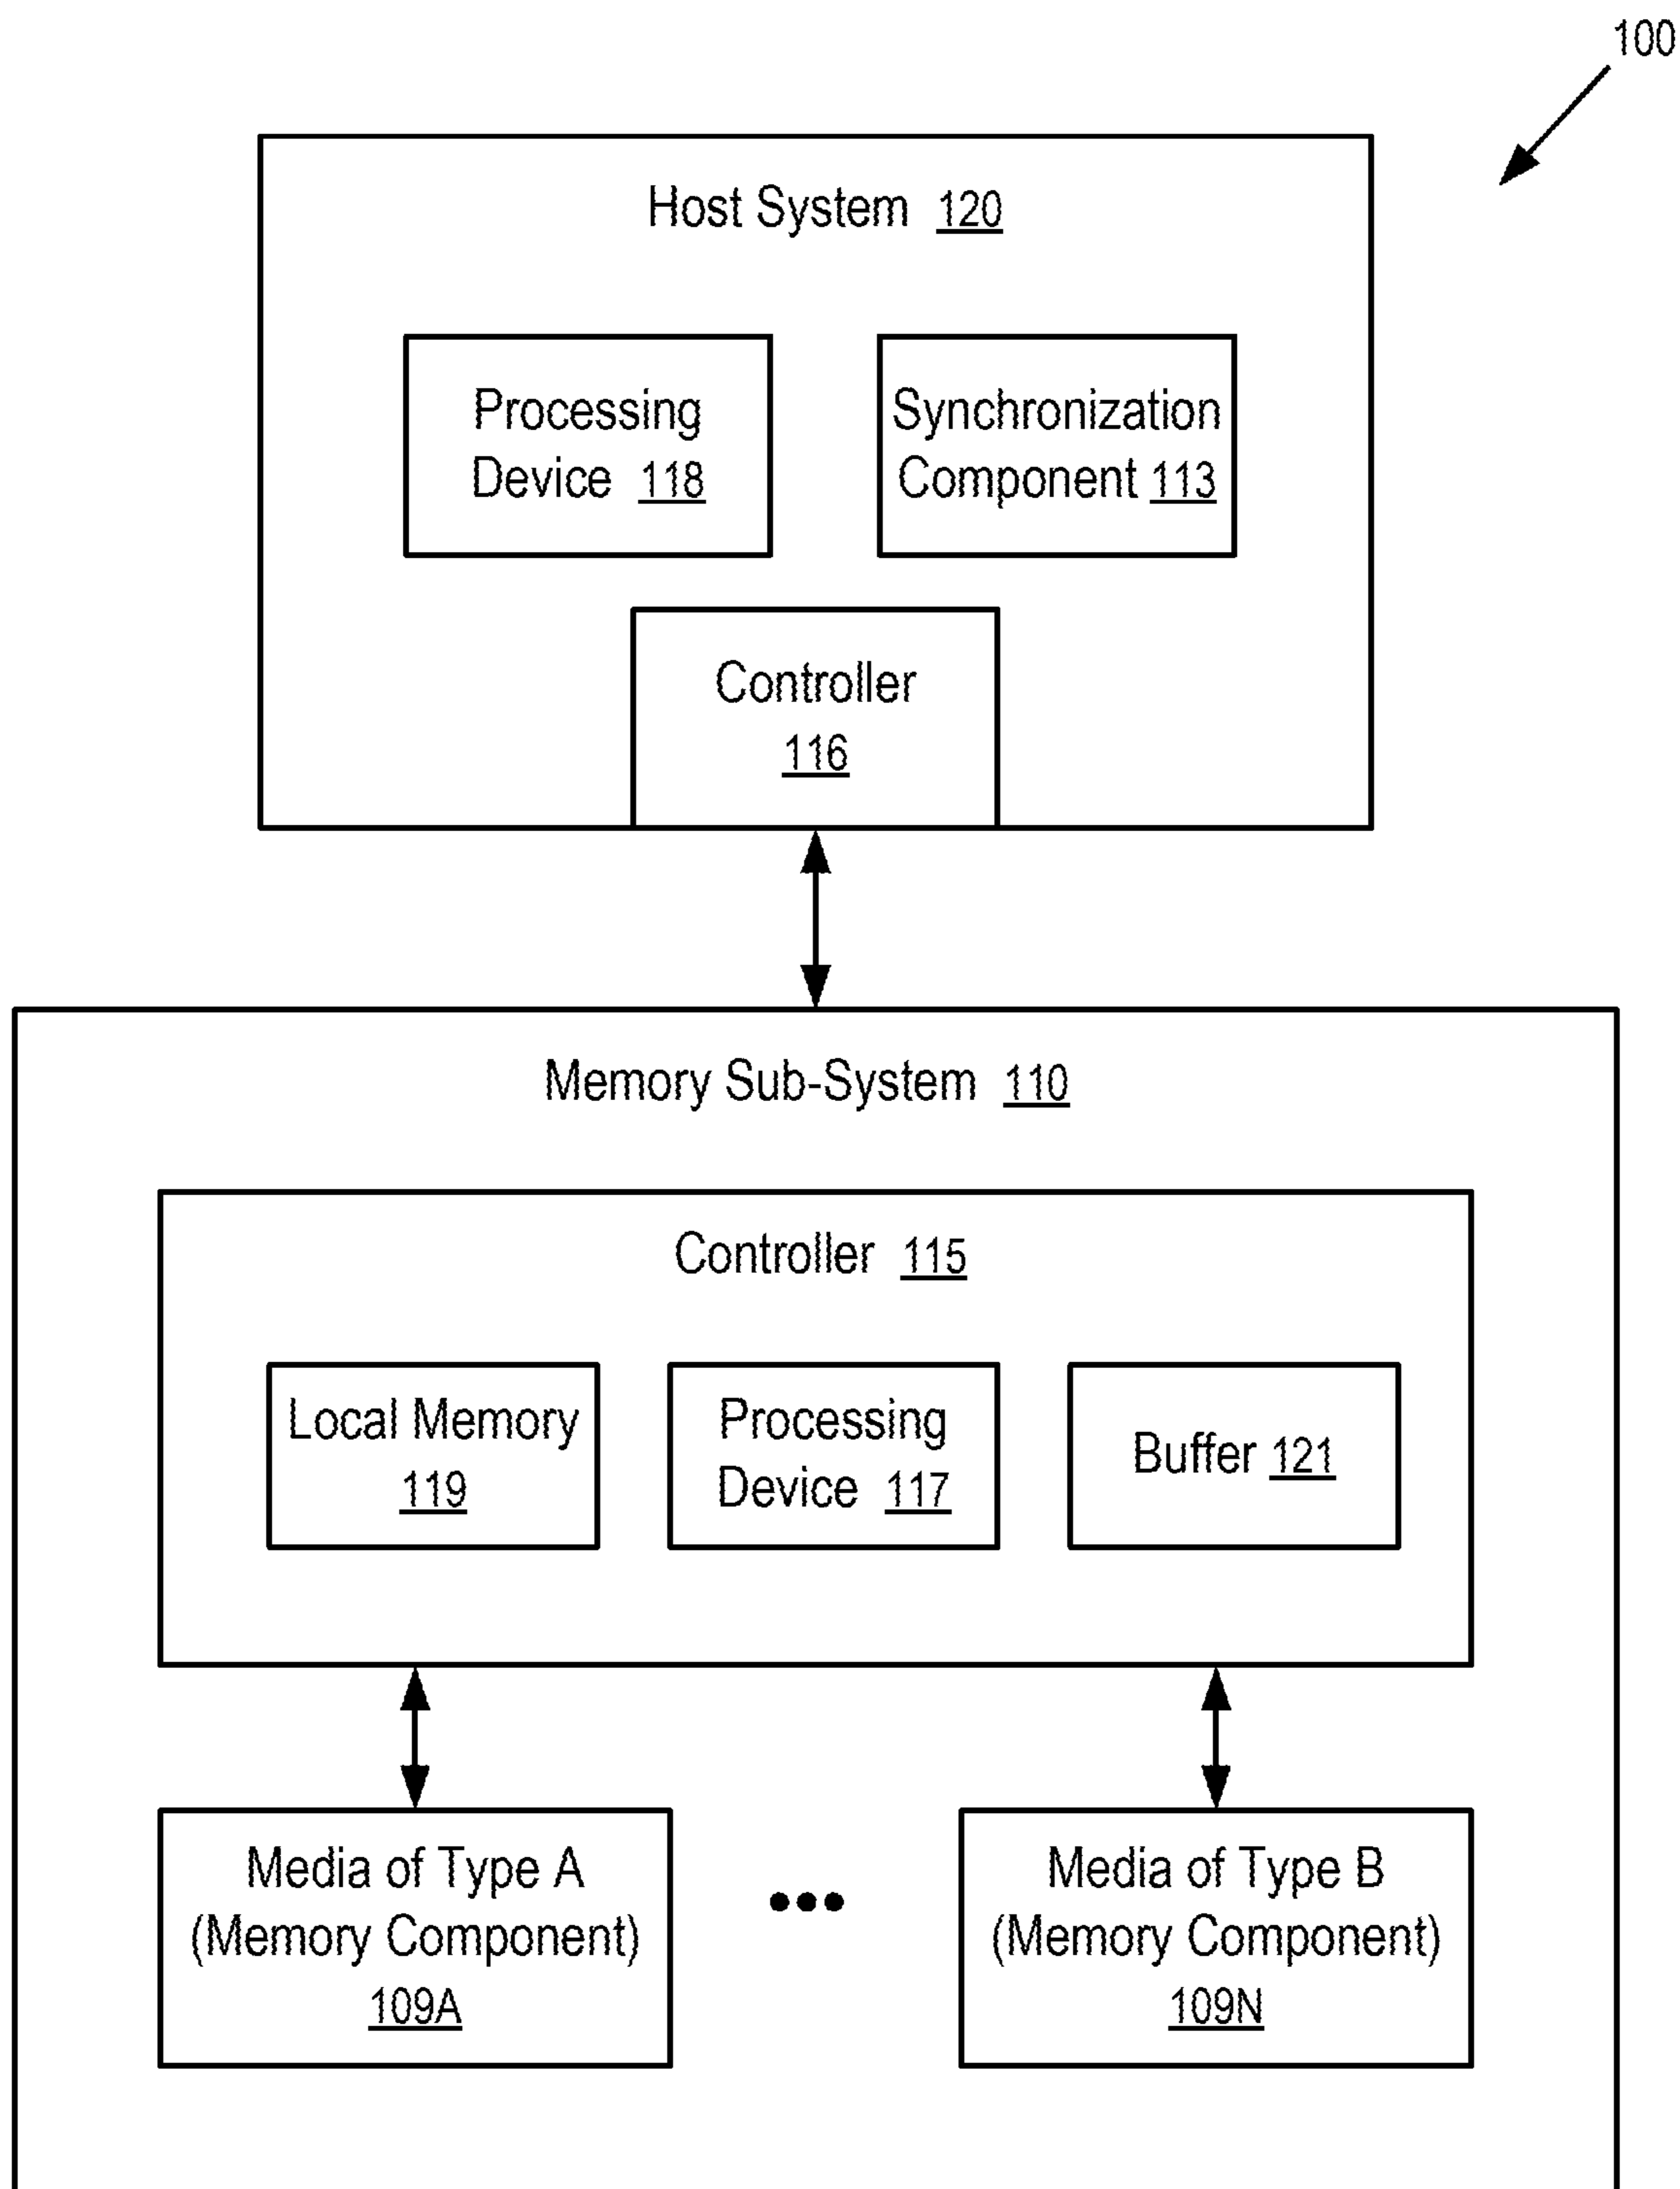 100
Host System 120
Processing
Device 118
Synchronization
Component 113
Controller
116
Memory Sub-System 110
Controller 115
Local Memory
119
Processing
Device 117
Buffer 121
Media of Type A
(Memory Component)
109A
Media of Type B
(Memory Component)
109N